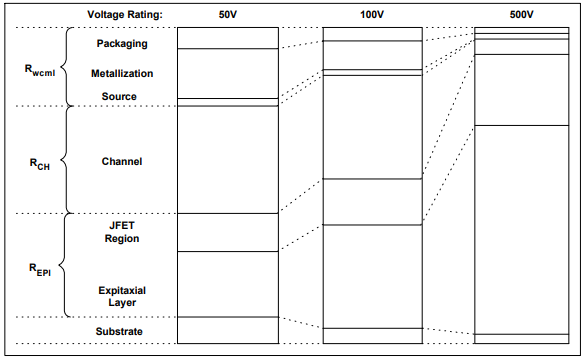 Voltage Rating: 50V 100V 500V
Packaging
Rwcml
Metallization
Source
RCH
Channel
JFET
Region
REPI
Expitaxial
Layer
Substrate